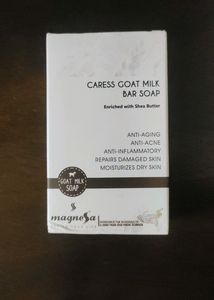 CARESS GOAT MILK
BAR SOAP
Enriched with Shea Butter
ANTI-AGING
ANTI-ACNE
ANTI-INFLAMMATORY
REPAIRS DAMAGED SKIN
MOISTURIZES DRY SKIN
GOAT MILK
SOAP
magneSa